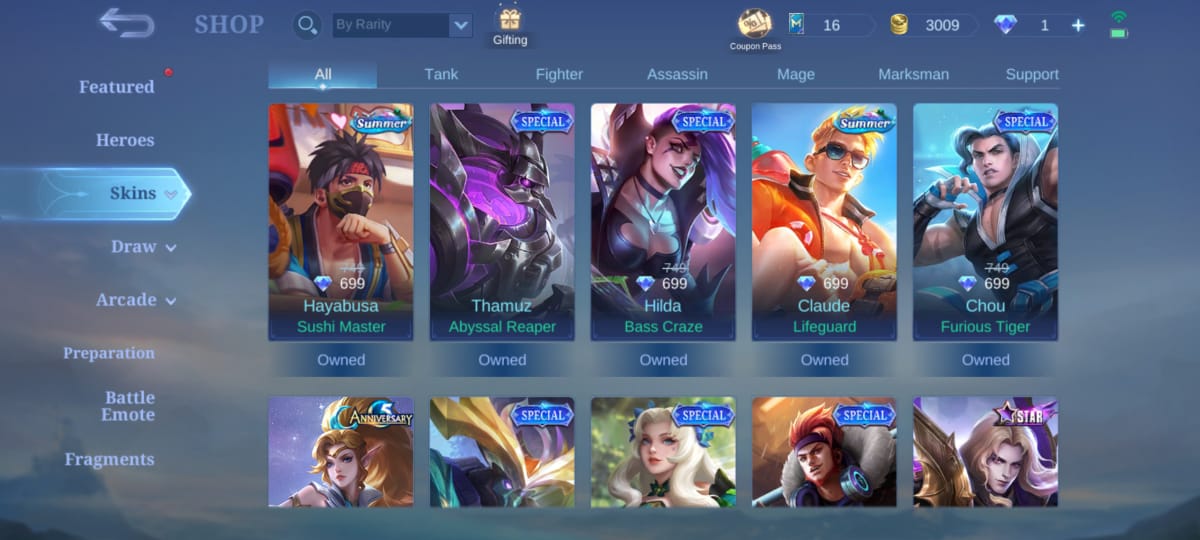 SHOP
By Rarity
Gifting
Coupon Pass
16
3009
1
Featured
Heroes
Skins
Draw
Arcade
Preparation
Battle
Emote
Fragments
All
Tank
Fighter
Assassin
Mage
Marksman
Support
Summer
749
699
Hayabusa
Sushi Master
Owned
SPECIAL
Thamuz
Abyssal Reaper
Owned
SPECIAL
749
699
Hilda
Bass Craze
Owned
Summer
699
Claude
Lifeguard
Owned
SPECIAL
749
699
Chou
Furious Tiger
Owned
5 ANNIVERSARY
SPECIAL
SPECIAL
SPECIAL
STAR